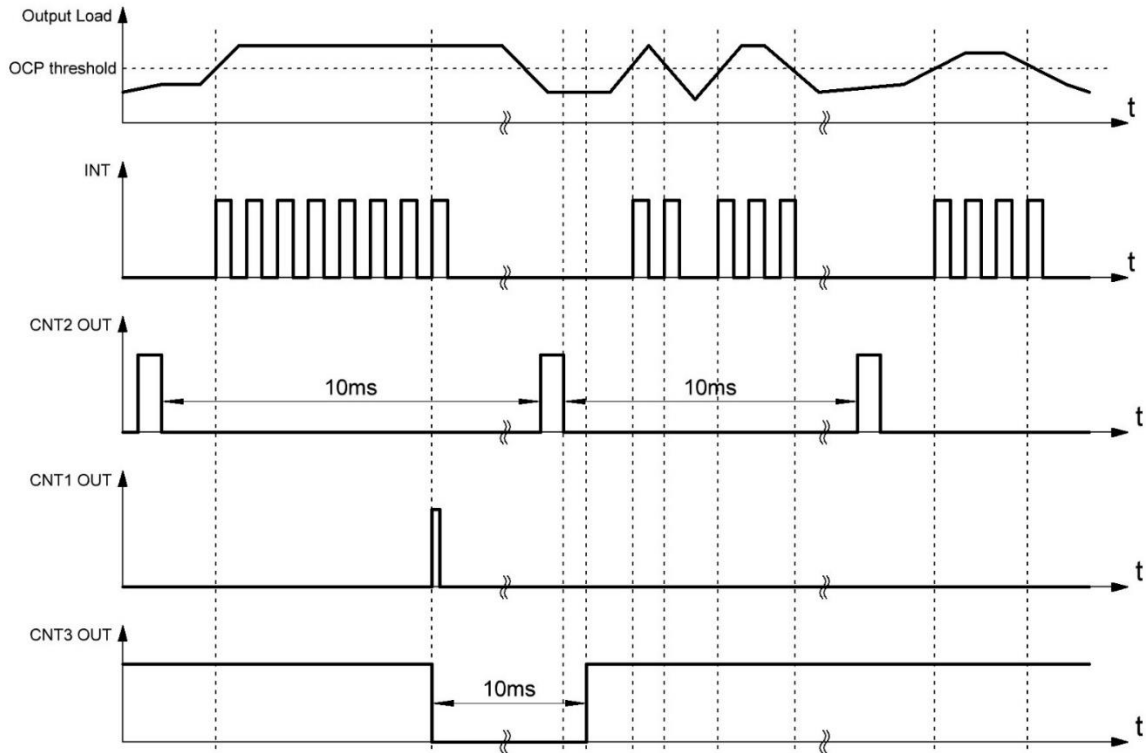 Output Load
OCP threshold
t
INT
t
CNT2 OUT
10ms
10ms
t
CNT1 OUT
t
CNT3 OUT
10ms
t